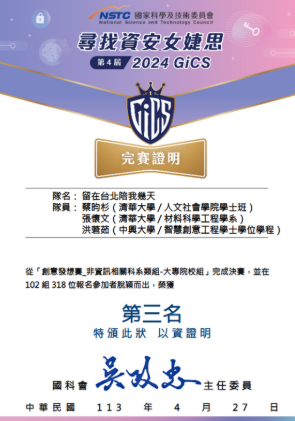 NSTC 國家科學及技術委員會
National Science and Technology Council
尋找資安女婕思
第4屆 2024 GiCS
GiCS
完賽證明
隊名：留在台北陪我幾天
隊員：蔡昀杉（清華大學／人文社會學院學士班）
張懷文（清華大學／材料科學工程學系）
洪簪茹（中興大學／智慧創意工程學士學位學程）
從「創意發想賽_非資訊相關科系類組-大專院校組」完成決賽，並在
102 組 318 位報名參加者脫穎而出，榮獲
第三名
特頒此狀 以資證明
國科會 吳政忠 主任委員
中華民國 113 年 4 月 27 日